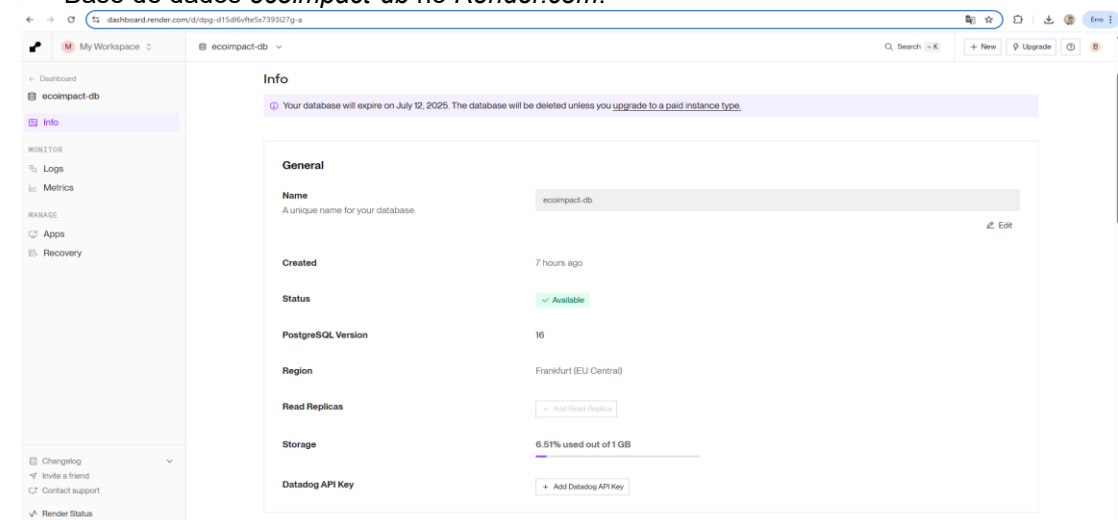 Base de dados ecoimpact-db no Render.com:
dashboard.render.com/d/dpg-d15dl6vfte5s7393l27g-a
Erro
M My Workspace
ecoimpact-db
Search
K
+ New
Upgrade
B
← Dashboard
ecoimpact-db
Info
MONITOR
Logs
Metrics
MANAGE
Apps
Recovery
Changelog
Invite a friend
Contact support
Render Status
Info
Your database will expire on July 12, 2025. The database will be deleted unless you upgrade to a paid instance type.
General
Name
A unique name for your database.
ecoimpact-db
Edit
Created
7 hours ago
Status
Available
PostgreSQL Version
16
Region
Frankfurt (EU Central)
Read Replicas
+ Add Read Replica
Storage
6.51% used out of 1 GB
Datadog API Key
+ Add Datadog API Key